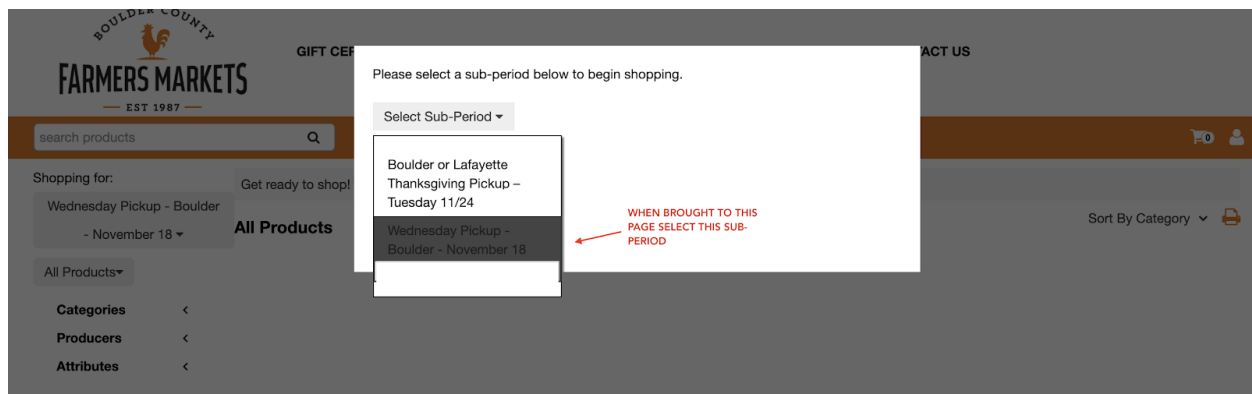 BOULDER COUNTY
FARMERS MARKETS
EST 1987
GIFT CER
ACT US
Please select a sub-period below to begin shopping.
Select Sub-Period
search products
0
Boulder or Lafayette
Thanksgiving Pickup –
Tuesday 11/24
Wednesday Pickup -
Boulder - November 18
WHEN BROUGHT TO THIS
PAGE SELECT THIS SUB-
PERIOD
Shopping for:
Get ready to shop!
Wednesday Pickup - Boulder
- November 18
All Products
Sort By Category
All Products
Categories
Producers
Attributes